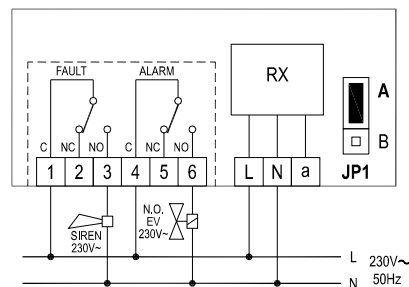 FAULT ALARM
RX
A
B
C NC NO C NC NO
1 2 3 4 5 6 L N a JP1
SIREN
230V~
N.O.
EV
230V~
L 230V~
N 50Hz